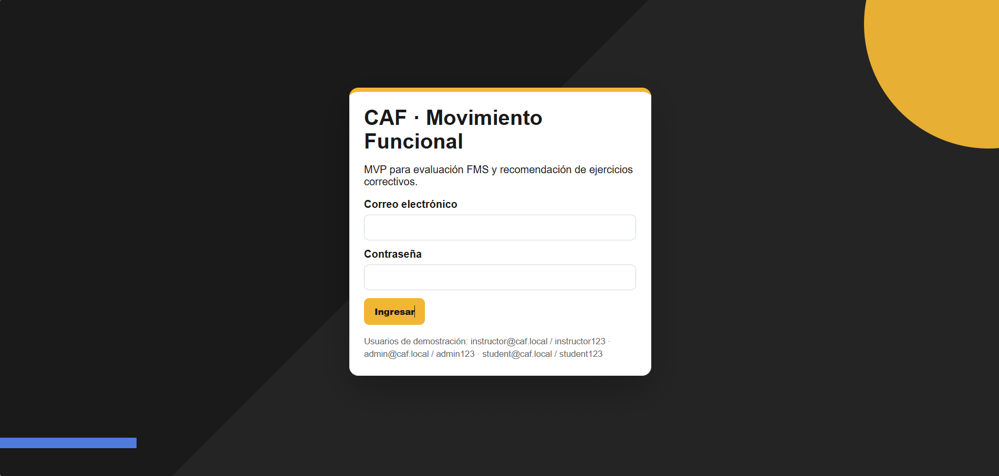 CAF · Movimiento
Funcional
MVP para evaluación FMS y recomendación de ejercicios
correctivos.
Correo electrónico
Contraseña
Ingresar
Usuarios de demostración: instructor@caf.local / instructor123 ·
admin@caf.local / admin123 · student@caf.local / student123